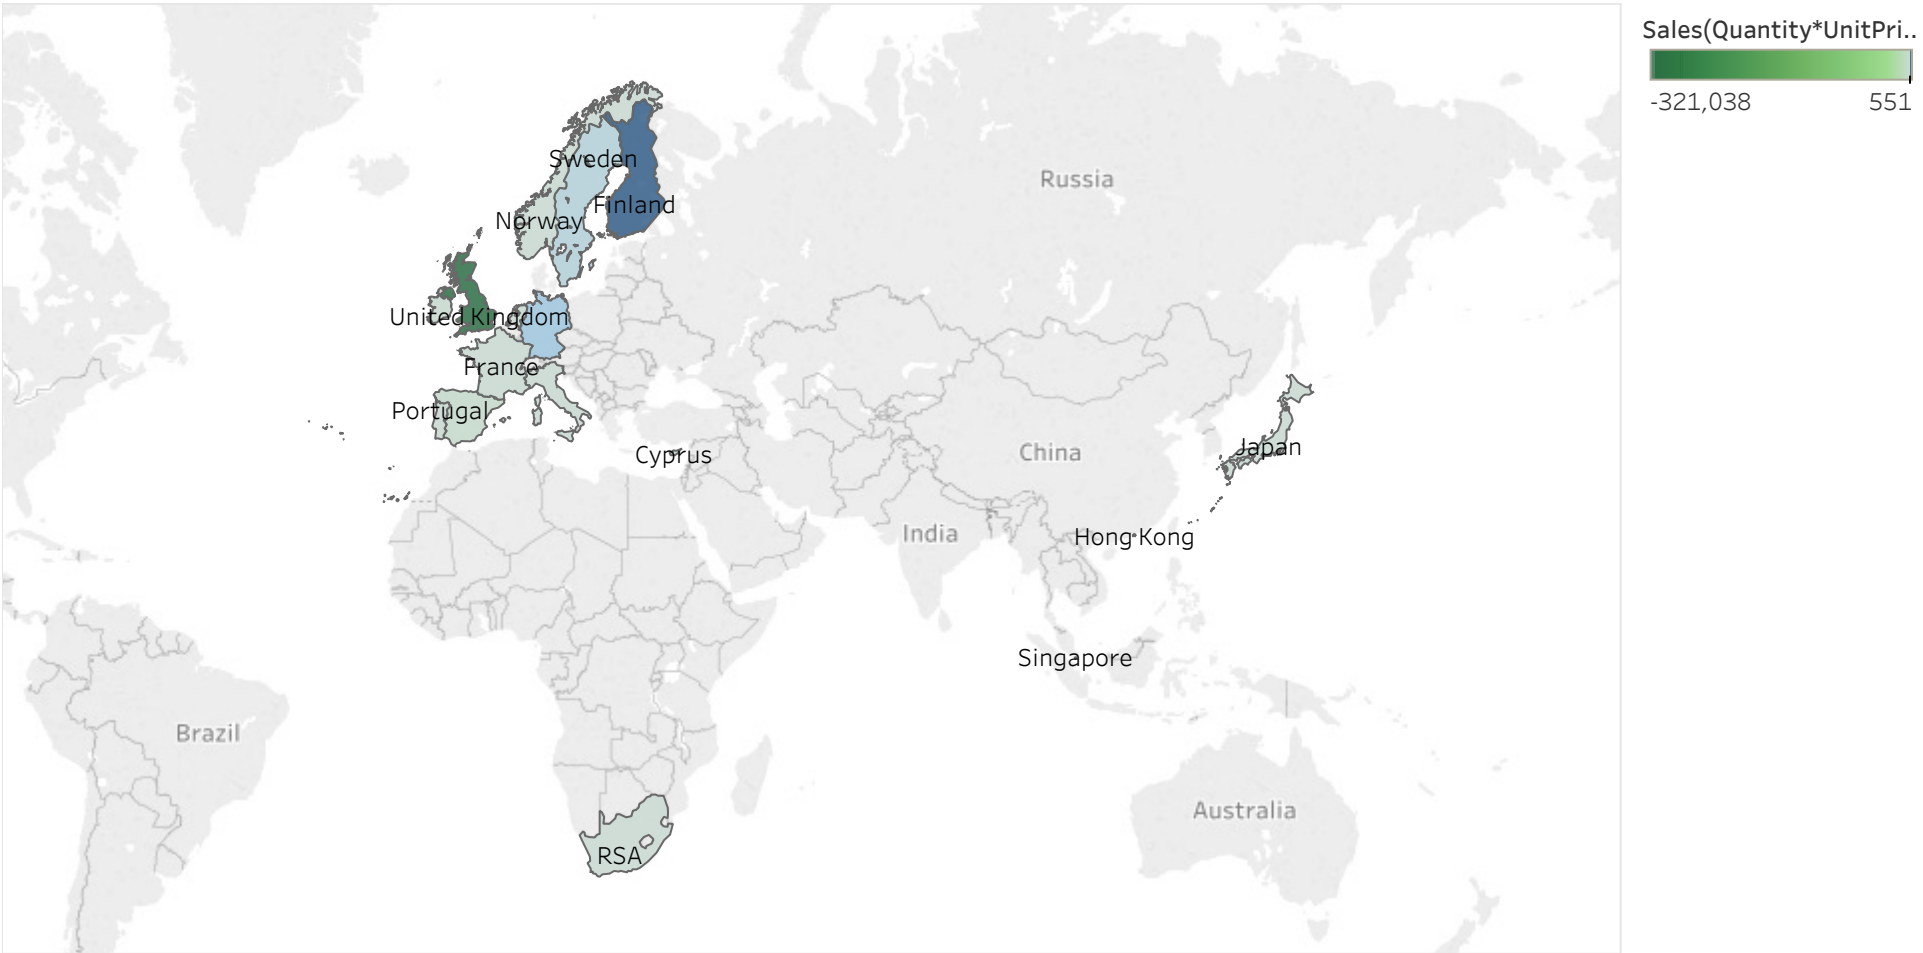 Sales(Quantity*UnitPri..
-321,038 551
Sweden
Russia
Finland
Norway
United Kingdom
France
Portugal
Japan
Cyprus
China
India
Hong Kong
Singapore
Brazil
Australia
RSA